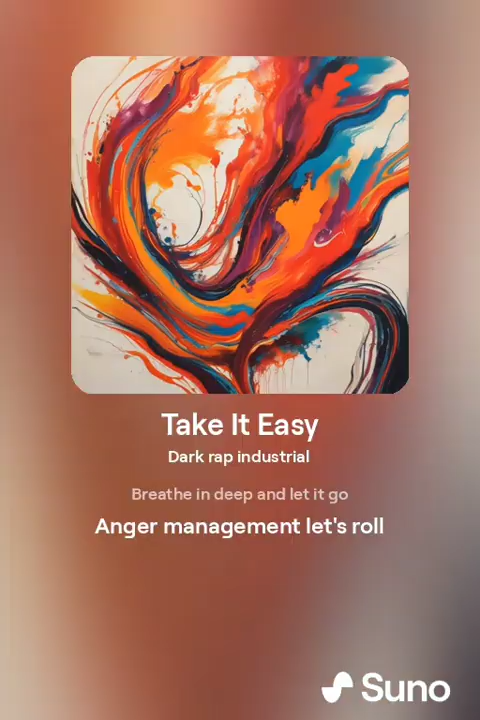 Take It Easy
Dark rap industrial
Breathe in deep and let it go
Anger management let's roll
Suno